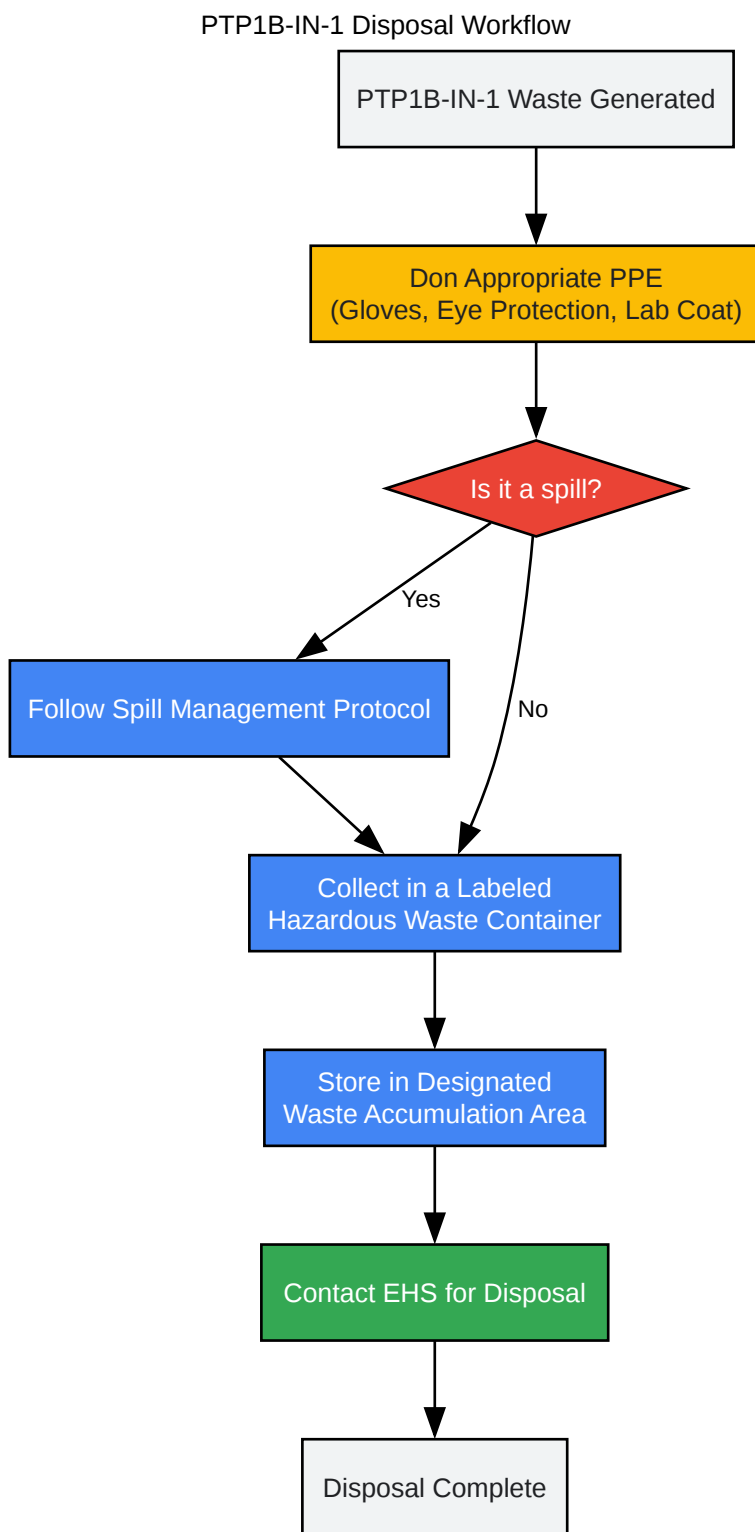 PTP1B-IN-1 Disposal Workflow
PTP1B-IN-1 Waste Generated
Don Appropriate PPE
(Gloves, Eye Protection, Lab Coat)
Is it a spill?
Yes
No
Follow Spill Management Protocol
Collect in a Labeled
Hazardous Waste Container
Store in Designated
Waste Accumulation Area
Contact EHS for Disposal
Disposal Complete